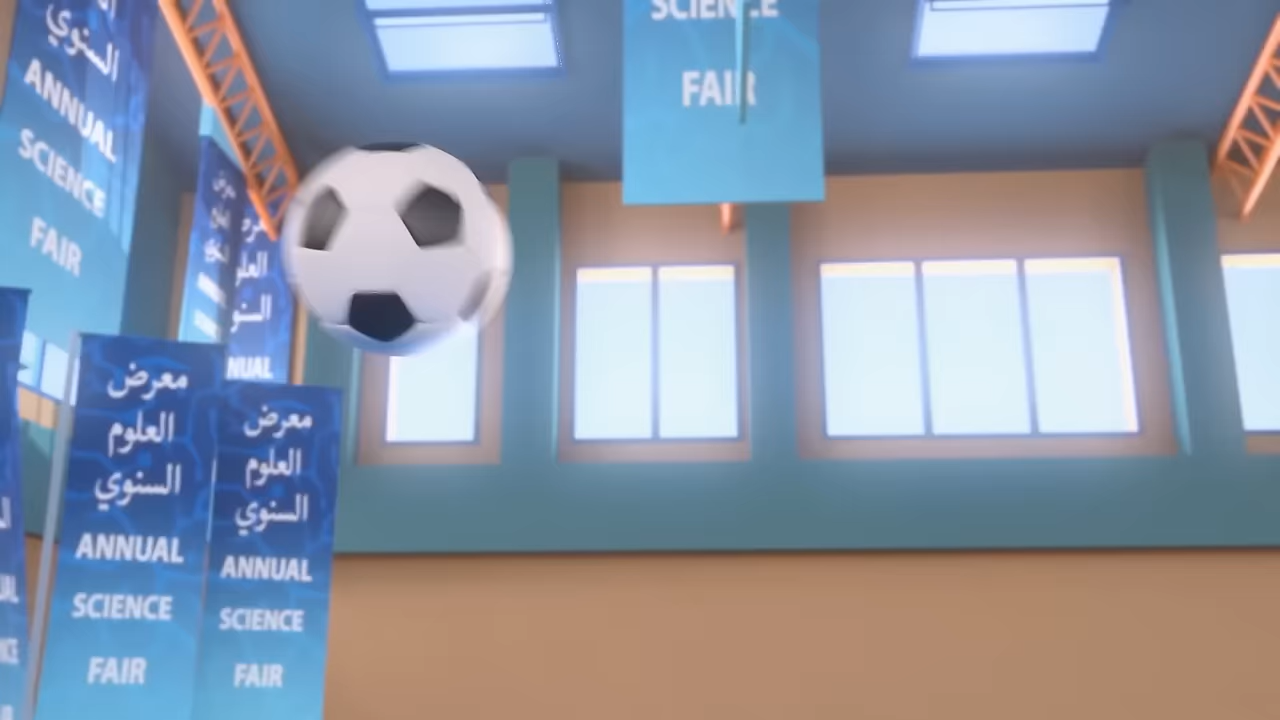 السنوي
ANNUAL
SCIENCE
FAIR
SCIENCE
FAIR
معرض
العلوم
السنوي
ANNUAL
SCIENCE
FAIR
معرض
العلوم
السنوي
ANNUAL
SCIENCE
FAIR